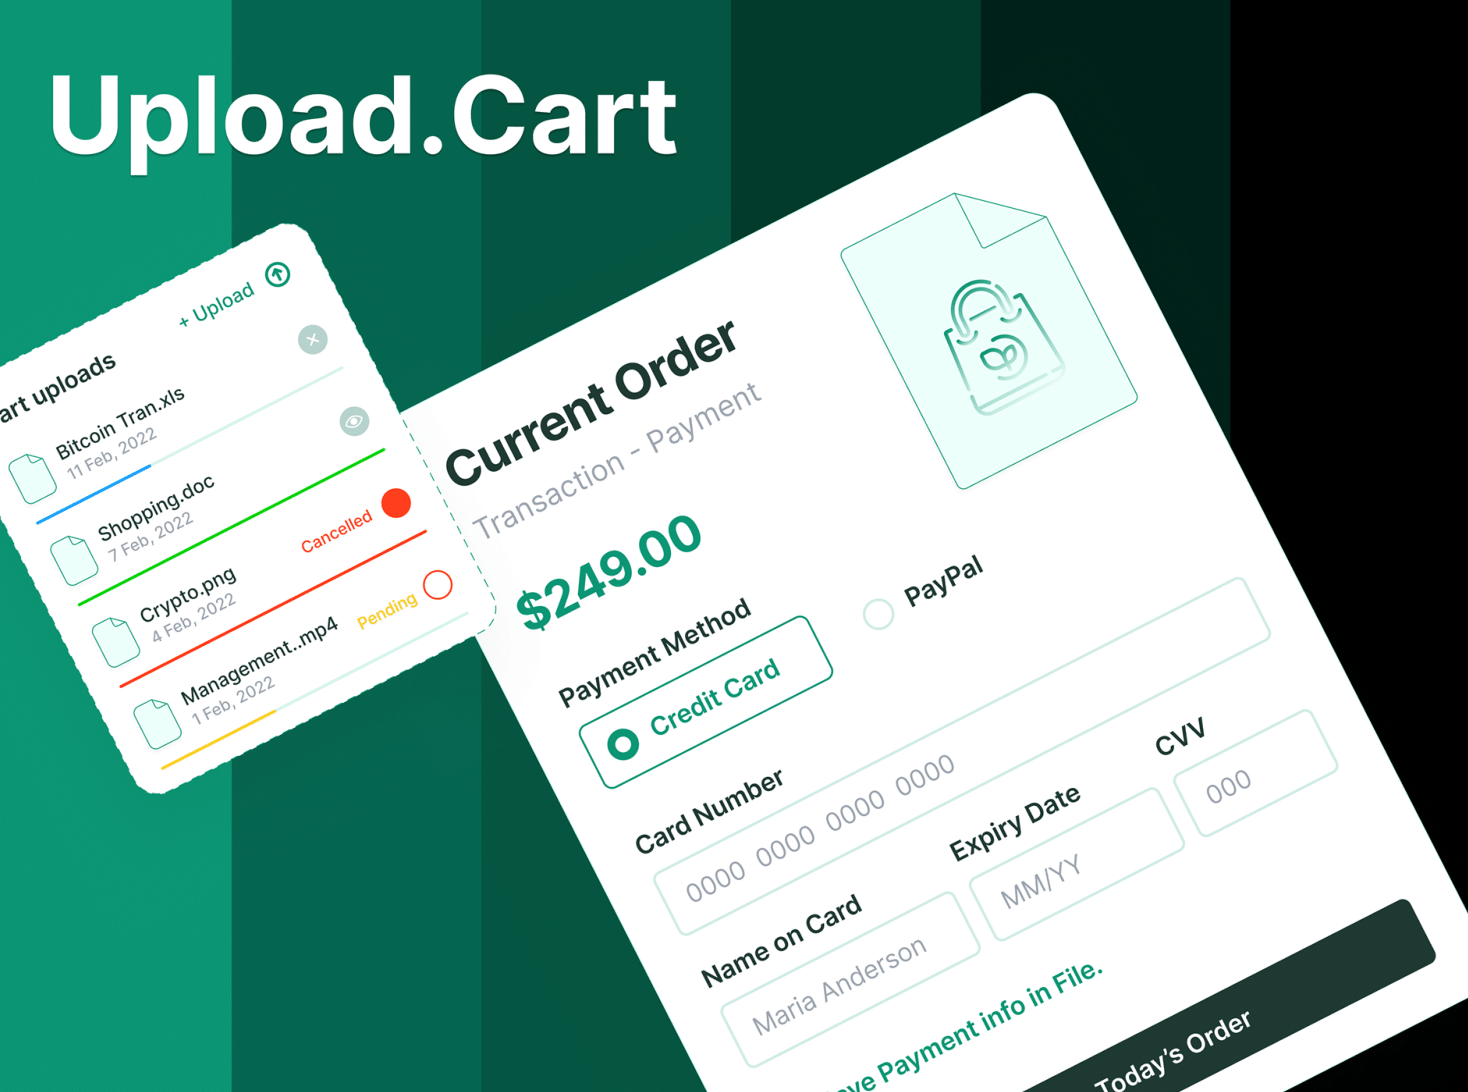 Upload.Cart
+ Upload
art uploads
Bitcoin Tran.xls
11 Feb, 2022
Shopping.doc
7 Feb, 2022
Crypto.png
4 Feb, 2022
Cancelled
Management..mp4
1 Feb, 2022
Pending
Current Order
Transaction - Payment
$249.00
Payment Method
Credit Card
PayPal
Card Number
0000 0000 0000 0000
Name on Card
Maria Anderson
Expiry Date
MM/YY
CVV
000
ave Payment info in File.
Today's Order